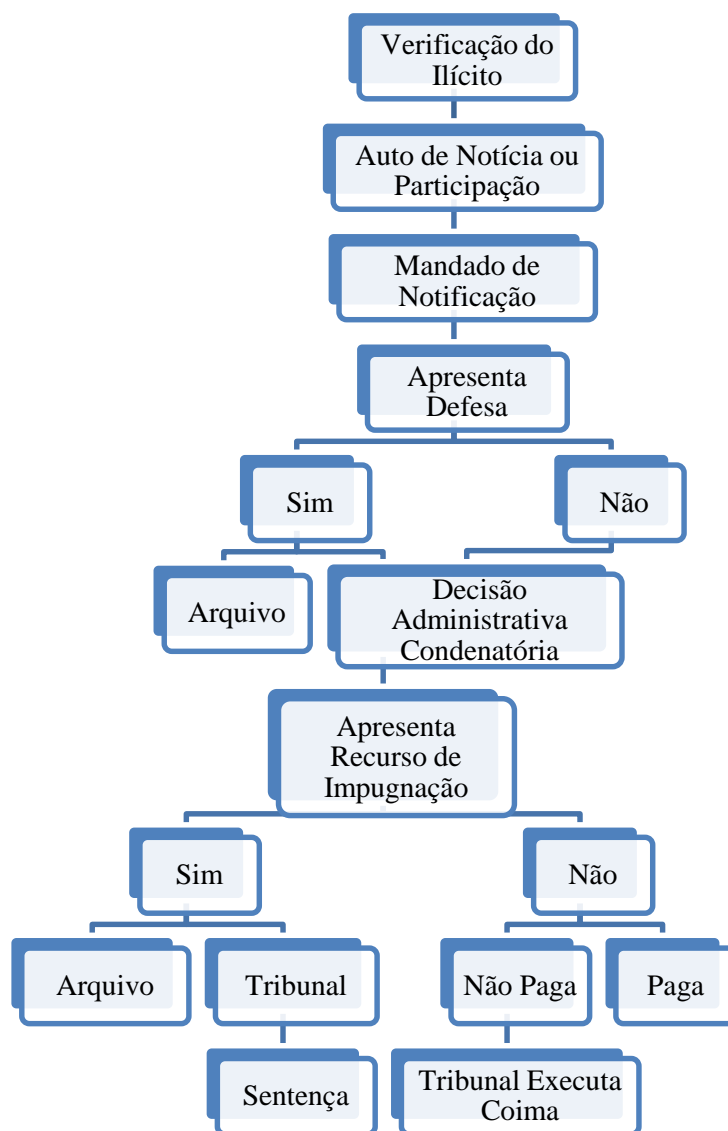 Verificação do
Ilícito
Auto de Notícia ou
Participação
Mandado de
Notificação
Apresenta
Defesa
Sim
Não
Arquivo
Decisão
Administrativa
Condenatória
Apresenta
Recurso de
Impugnação
Sim
Não
Arquivo
Tribunal
Não Paga
Paga
Sentença
Tribunal Executa
Coima